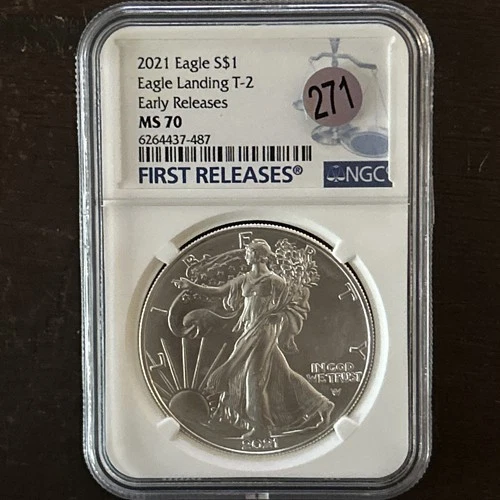 2021 Eagle S$1
Eagle Landing T-2
Early Releases
MS 70
6264437-487
FIRST RELEASES®
NGC
271
LIBERTY
IN GOD
WE TRUST
2021